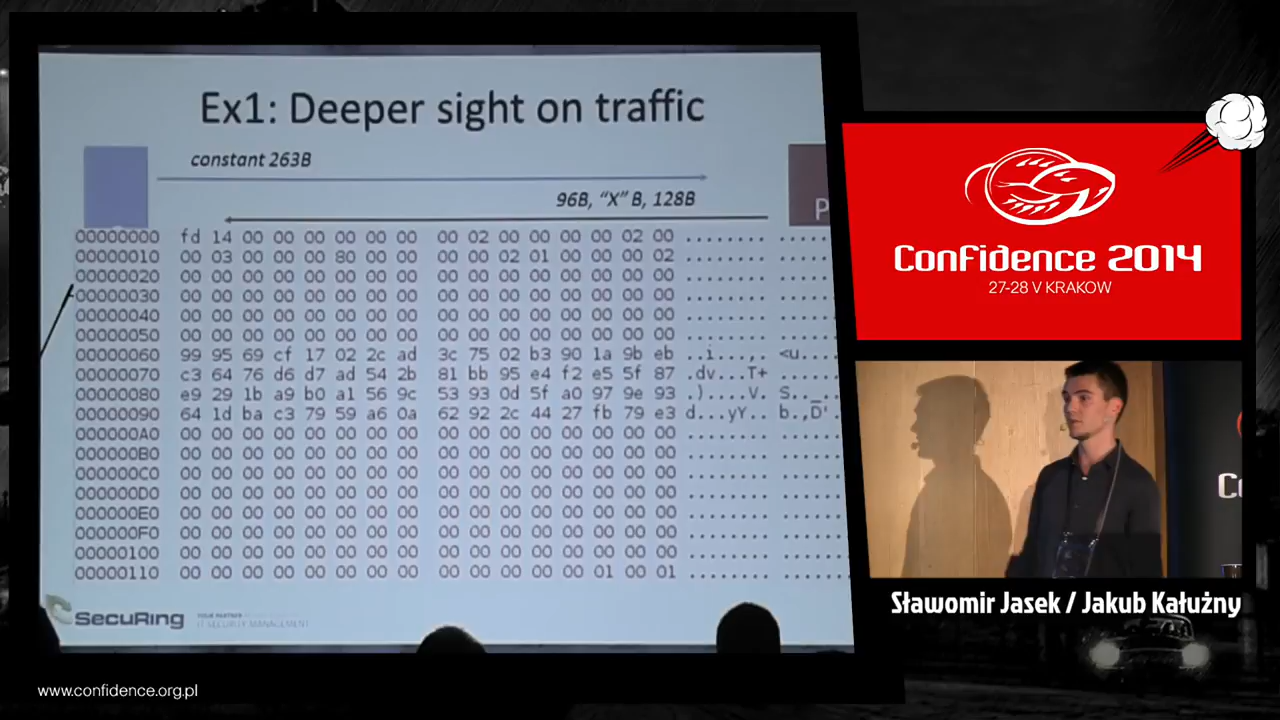 Ex1: Deeper sight on traffic
constant 263B
96B, "X" B, 128B
P
00000000 fd 14 00 00 00 00 00 00 00 02 00 00 00 00 02 00 ........ .....
00000010 00 03 00 00 00 80 00 00 00 00 02 01 00 00 00 02 ........ .....
00000020 00 00 00 00 00 00 00 00 00 00 00 00 00 00 00 00 ........ .....
00000030 00 00 00 00 00 00 00 00 00 00 00 00 00 00 00 00 ........ .....
00000040 00 00 00 00 00 00 00 00 00 00 00 00 00 00 00 00 ........ .....
00000050 00 00 00 00 00 00 00 00 00 00 00 00 00 00 00 00 ........ .....
00000060 99 95 69 cf 17 02 2c ad 3c 75 02 b3 90 1a 9b eb ..i...,. <u....
00000070 c3 64 76 d6 d7 ad 54 2b 81 bb 95 e4 f2 e5 5f 87 .dv...T+ .....
00000080 e9 29 1b a9 b0 a1 56 9c 53 93 0d 5f a0 97 9e 93 .)....V. S.._.
00000090 64 1d ba c3 79 59 a6 0a 62 92 2c 44 27 fb 79 e3 d...yY.. b.,D'
000000A0 00 00 00 00 00 00 00 00 00 00 00 00 00 00 00 00 ........ .....
000000B0 00 00 00 00 00 00 00 00 00 00 00 00 00 00 00 00 ........ .....
000000C0 00 00 00 00 00 00 00 00 00 00 00 00 00 00 00 00 ........ .....
000000D0 00 00 00 00 00 00 00 00 00 00 00 00 00 00 00 00 ........ .....
000000E0 00 00 00 00 00 00 00 00 00 00 00 00 00 00 00 00 ........ .....
000000F0 00 00 00 00 00 00 00 00 00 00 00 00 00 00 00 00 ........ .....
00000100 00 00 00 00 00 00 00 00 00 00 00 00 00 00 00 00 ........ .....
00000110 00 00 00 00 00 00 00 00 00 00 00 00 00 01 00 01 ........ .....
SecuRing
YOUR PARTNER
IT SECURITY MANAGEMENT
ConFidence 2014
27-28 V KRAKOW
Sławomir Jasek / Jakub Kałużny
www.confidence.org.pl